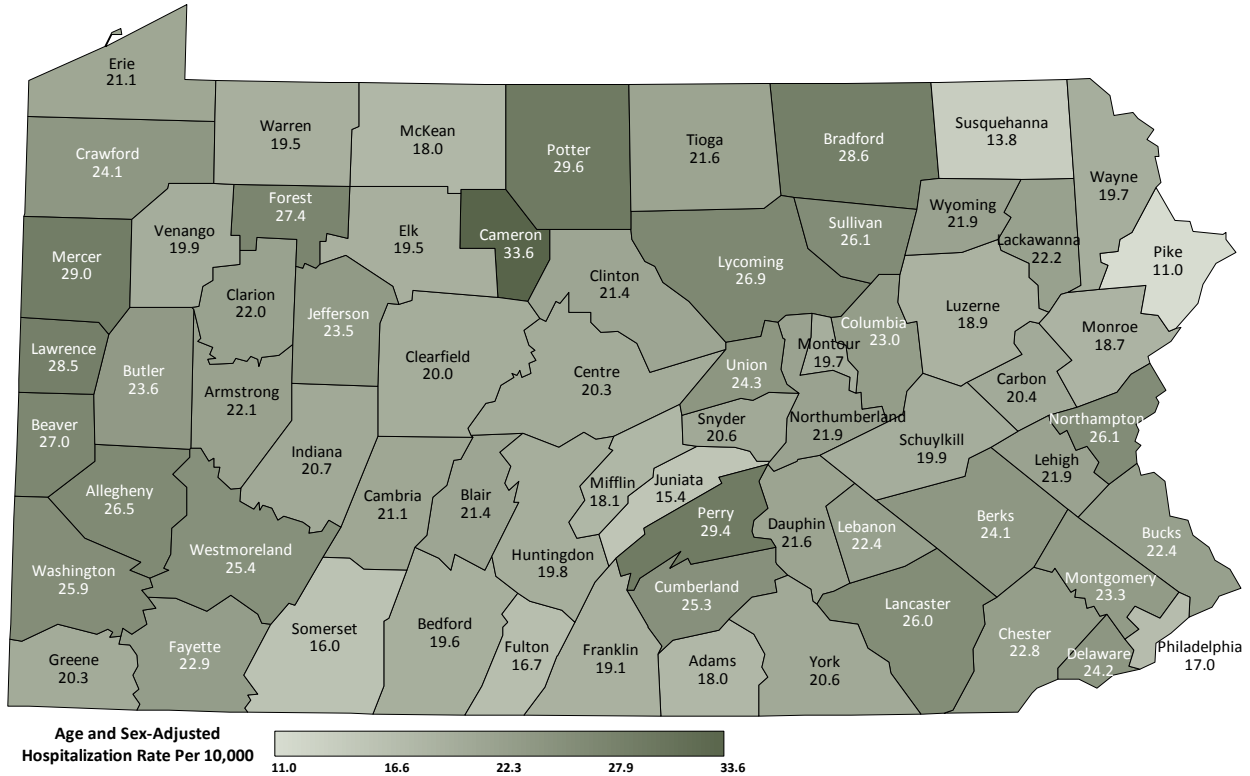 Erie
21.1
Warren
19.5
McKean
18.0
Potter
29.6
Tioga
21.6
Bradford
28.6
Susquehanna
13.8
Wayne
19.7
Crawford
24.1
Forest
27.4
Venango
19.9
Elk
19.5
Cameron
33.6
Sullivan
26.1
Wyoming
21.9
Lackawanna
22.2
Pike
11.0
Mercer
29.0
Clarion
22.0
Jefferson
23.5
Clinton
21.4
Lycoming
26.9
Columbia
23.0
Luzerne
18.9
Monroe
18.7
Lawrence
28.5
Butler
23.6
Armstrong
22.1
Clearfield
20.0
Centre
20.3
Union
24.3
Montour
19.7
Carbon
20.4
Beaver
27.0
Snyder
20.6
Northumberland
21.9
Schuylkill
19.9
Northampton
26.1
Lehigh
21.9
Indiana
20.7
Allegheny
26.5
Cambria
21.1
Blair
21.4
Mifflin
18.1
Juniata
15.4
Perry
29.4
Dauphin
21.6
Lebanon
22.4
Berks
24.1
Bucks
22.4
Westmoreland
25.4
Huntingdon
19.8
Washington
25.9
Cumberland
25.3
Lancaster
26.0
Montgomery
23.3
Somerset
16.0
Bedford
19.6
Fulton
16.7
Franklin
19.1
Chester
22.8
Delaware
24.2
Philadelphia
17.0
Greene
20.3
Fayette
22.9
Adams
18.0
York
20.6
Age and Sex-Adjusted
Hospitalization Rate Per 10,000
11.0 16.6 22.3 27.9 33.6